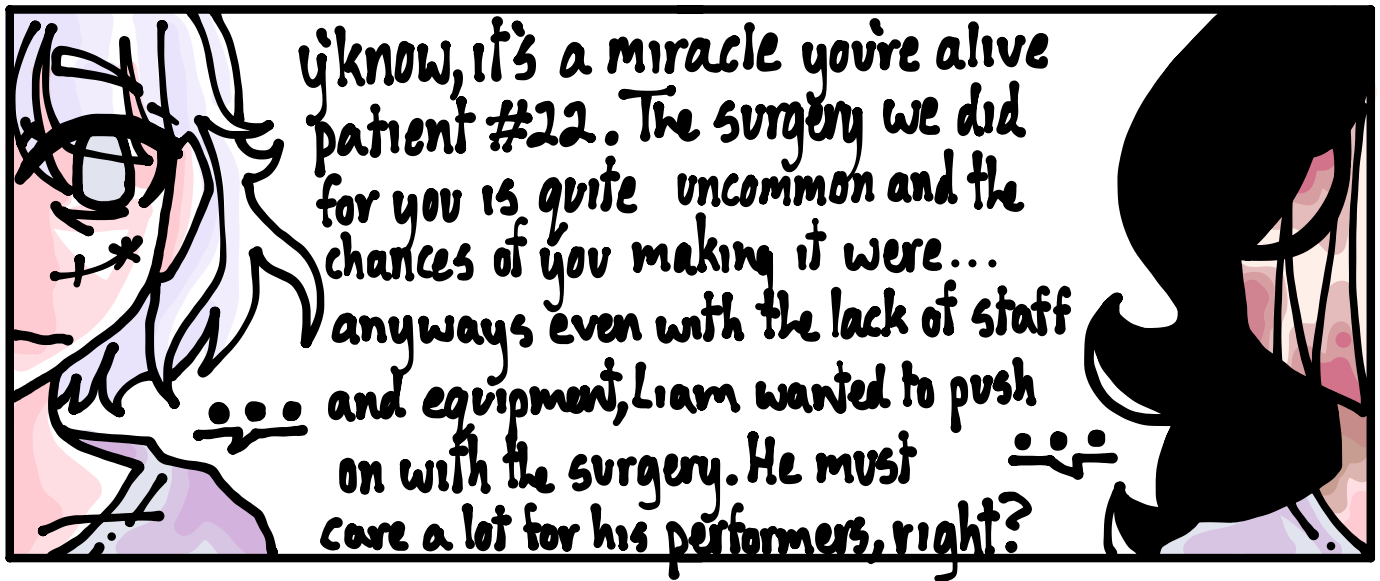 y'know, it's a miracle you're alive
patient #22. The surgery we did
for you is quite uncommon and the
chances of you making it were...
anyways even with the lack of staff
and equipment, Liam wanted to push
on with the surgery. He must
care a lot for his performers, right?
...
...